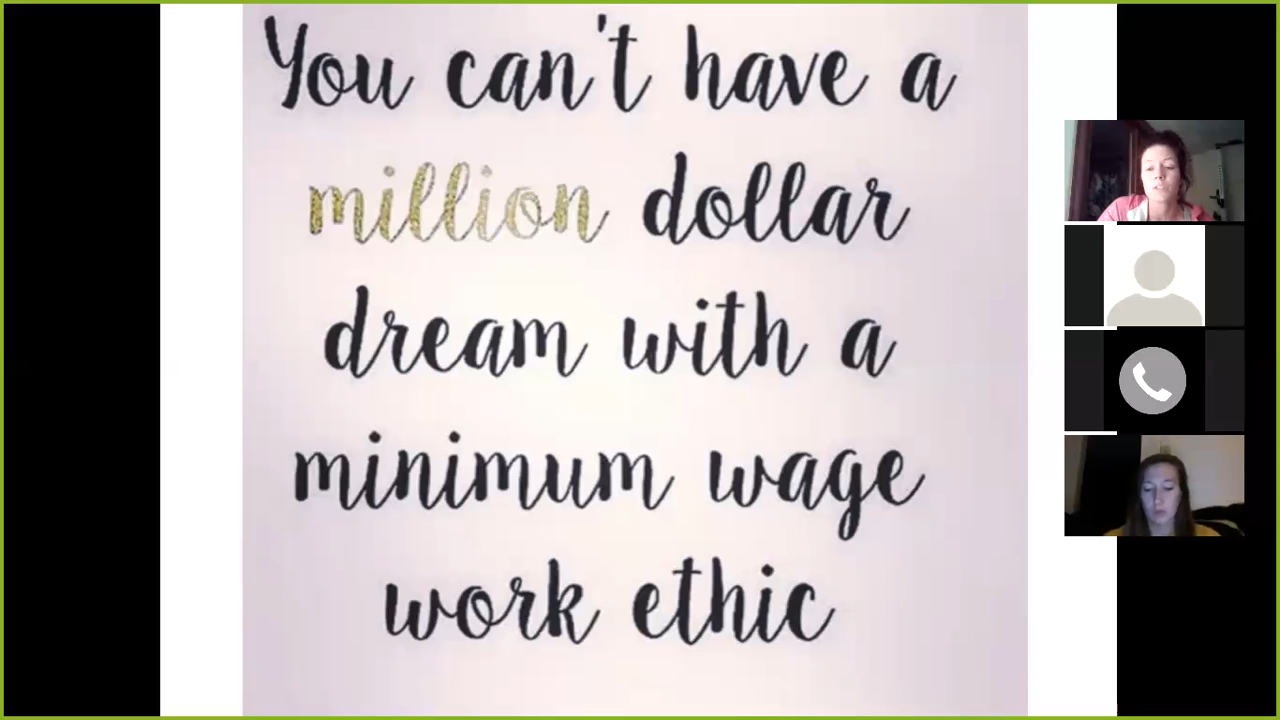 You can't have a
million dollar
dream with a
minimum wage
work ethic